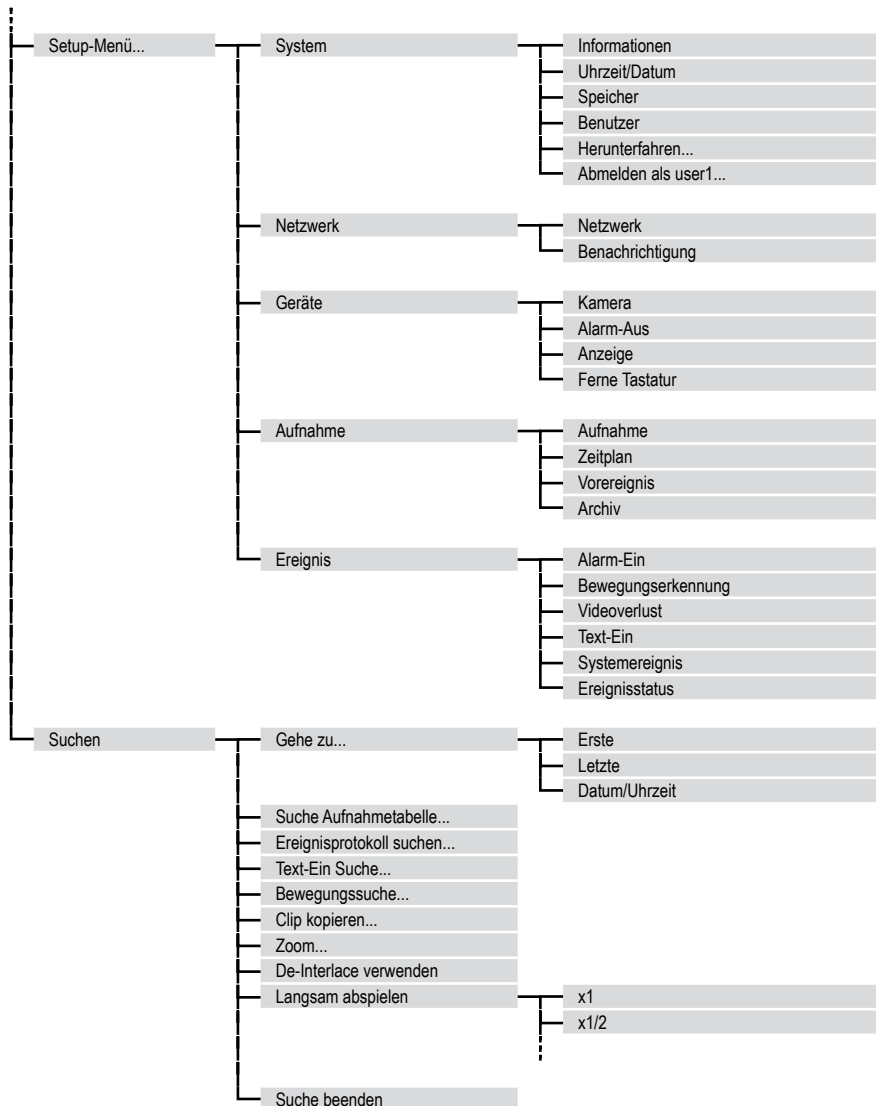 Setup-Menü...
System
Informationen
Uhrzeit/Datum
Speicher
Benutzer
Herunterfahren...
Abmelden als user1...
Netzwerk
Netzwerk
Benachrichtigung
Geräte
Kamera
Alarm-Aus
Anzeige
Ferne Tastatur
Aufnahme
Aufnahme
Zeitplan
Vorereignis
Archiv
Ereignis
Alarm-Ein
Bewegungserkennung
Videoverlust
Text-Ein
Systemereignis
Ereignisstatus
Suchen
Gehe zu...
Erste
Letzte
Datum/Uhrzeit
Suche Aufnahmetabelle...
Ereignisprotokoll suchen...
Text-Ein Suche...
Bewegungssuche...
Clip kopieren...
Zoom...
De-Interlace verwenden
Langsam abspielen
x1
x1/2
Suche beenden